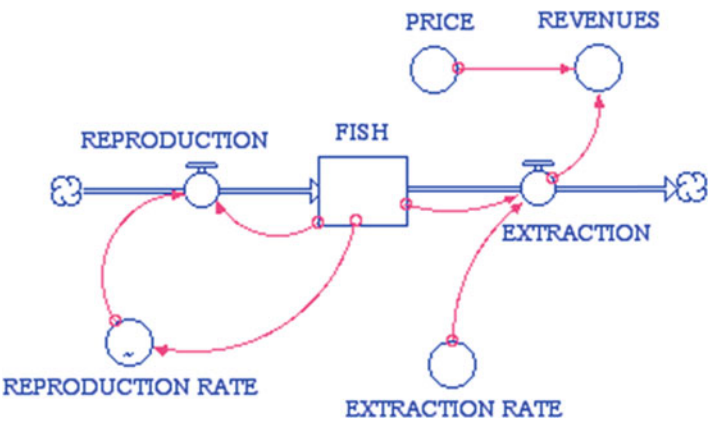 PRICE
REVENUES
REPRODUCTION
FISH
EXTRACTION
~
REPRODUCTION RATE
EXTRACTION RATE